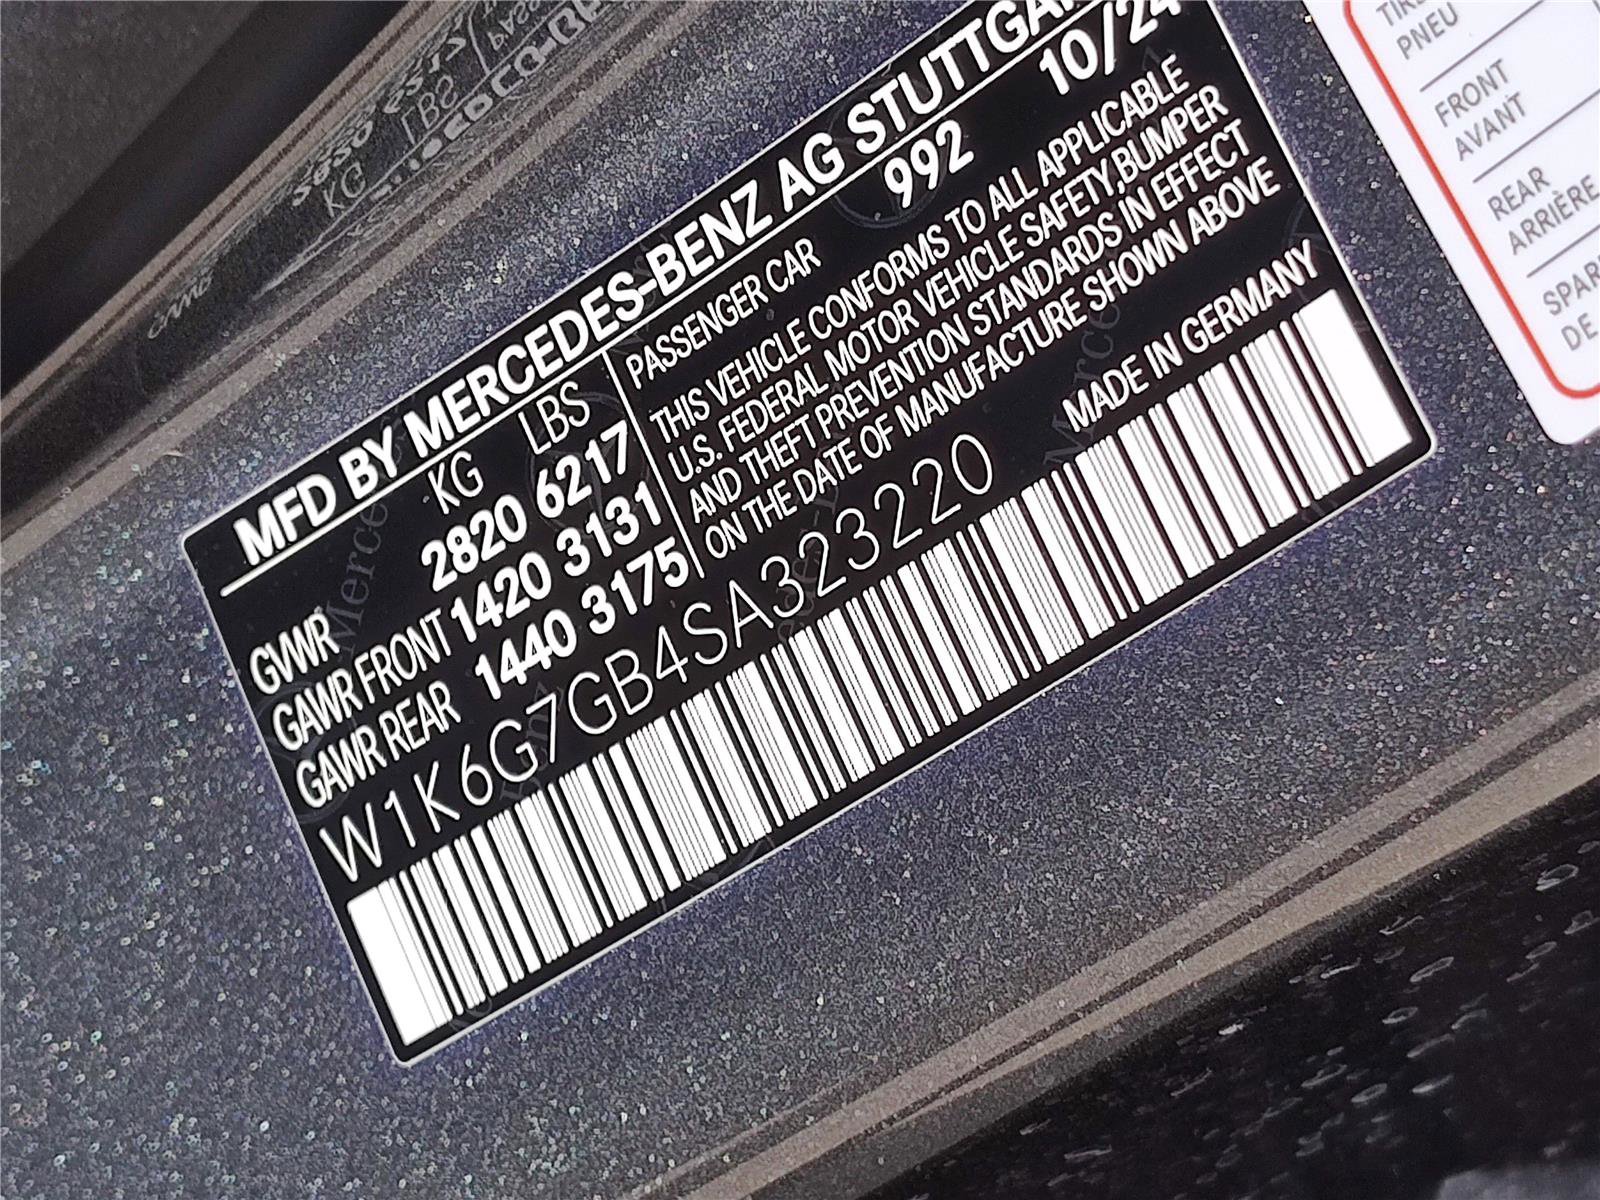 MFD BY MERCEDES-BENZ AG STUTTGA
10/24
KG LBS
GVWR 2820 6217
GAWR FRONT 1420 3131
GAWR REAR 1440 3175
PASSENGER CAR 992
THIS VEHICLE CONFORMS TO ALL APPLICABLE
U.S. FEDERAL MOTOR VEHICLE SAFETY,BUMPER
AND THEFT PREVENTION STANDARDS IN EFFECT
ON THE DATE OF MANUFACTURE SHOWN ABOVE
W1K6G7GB4SA323220
MADE IN GERMANY
PNEU
FRONT
AVANT
REAR
ARRIÈRE
DE